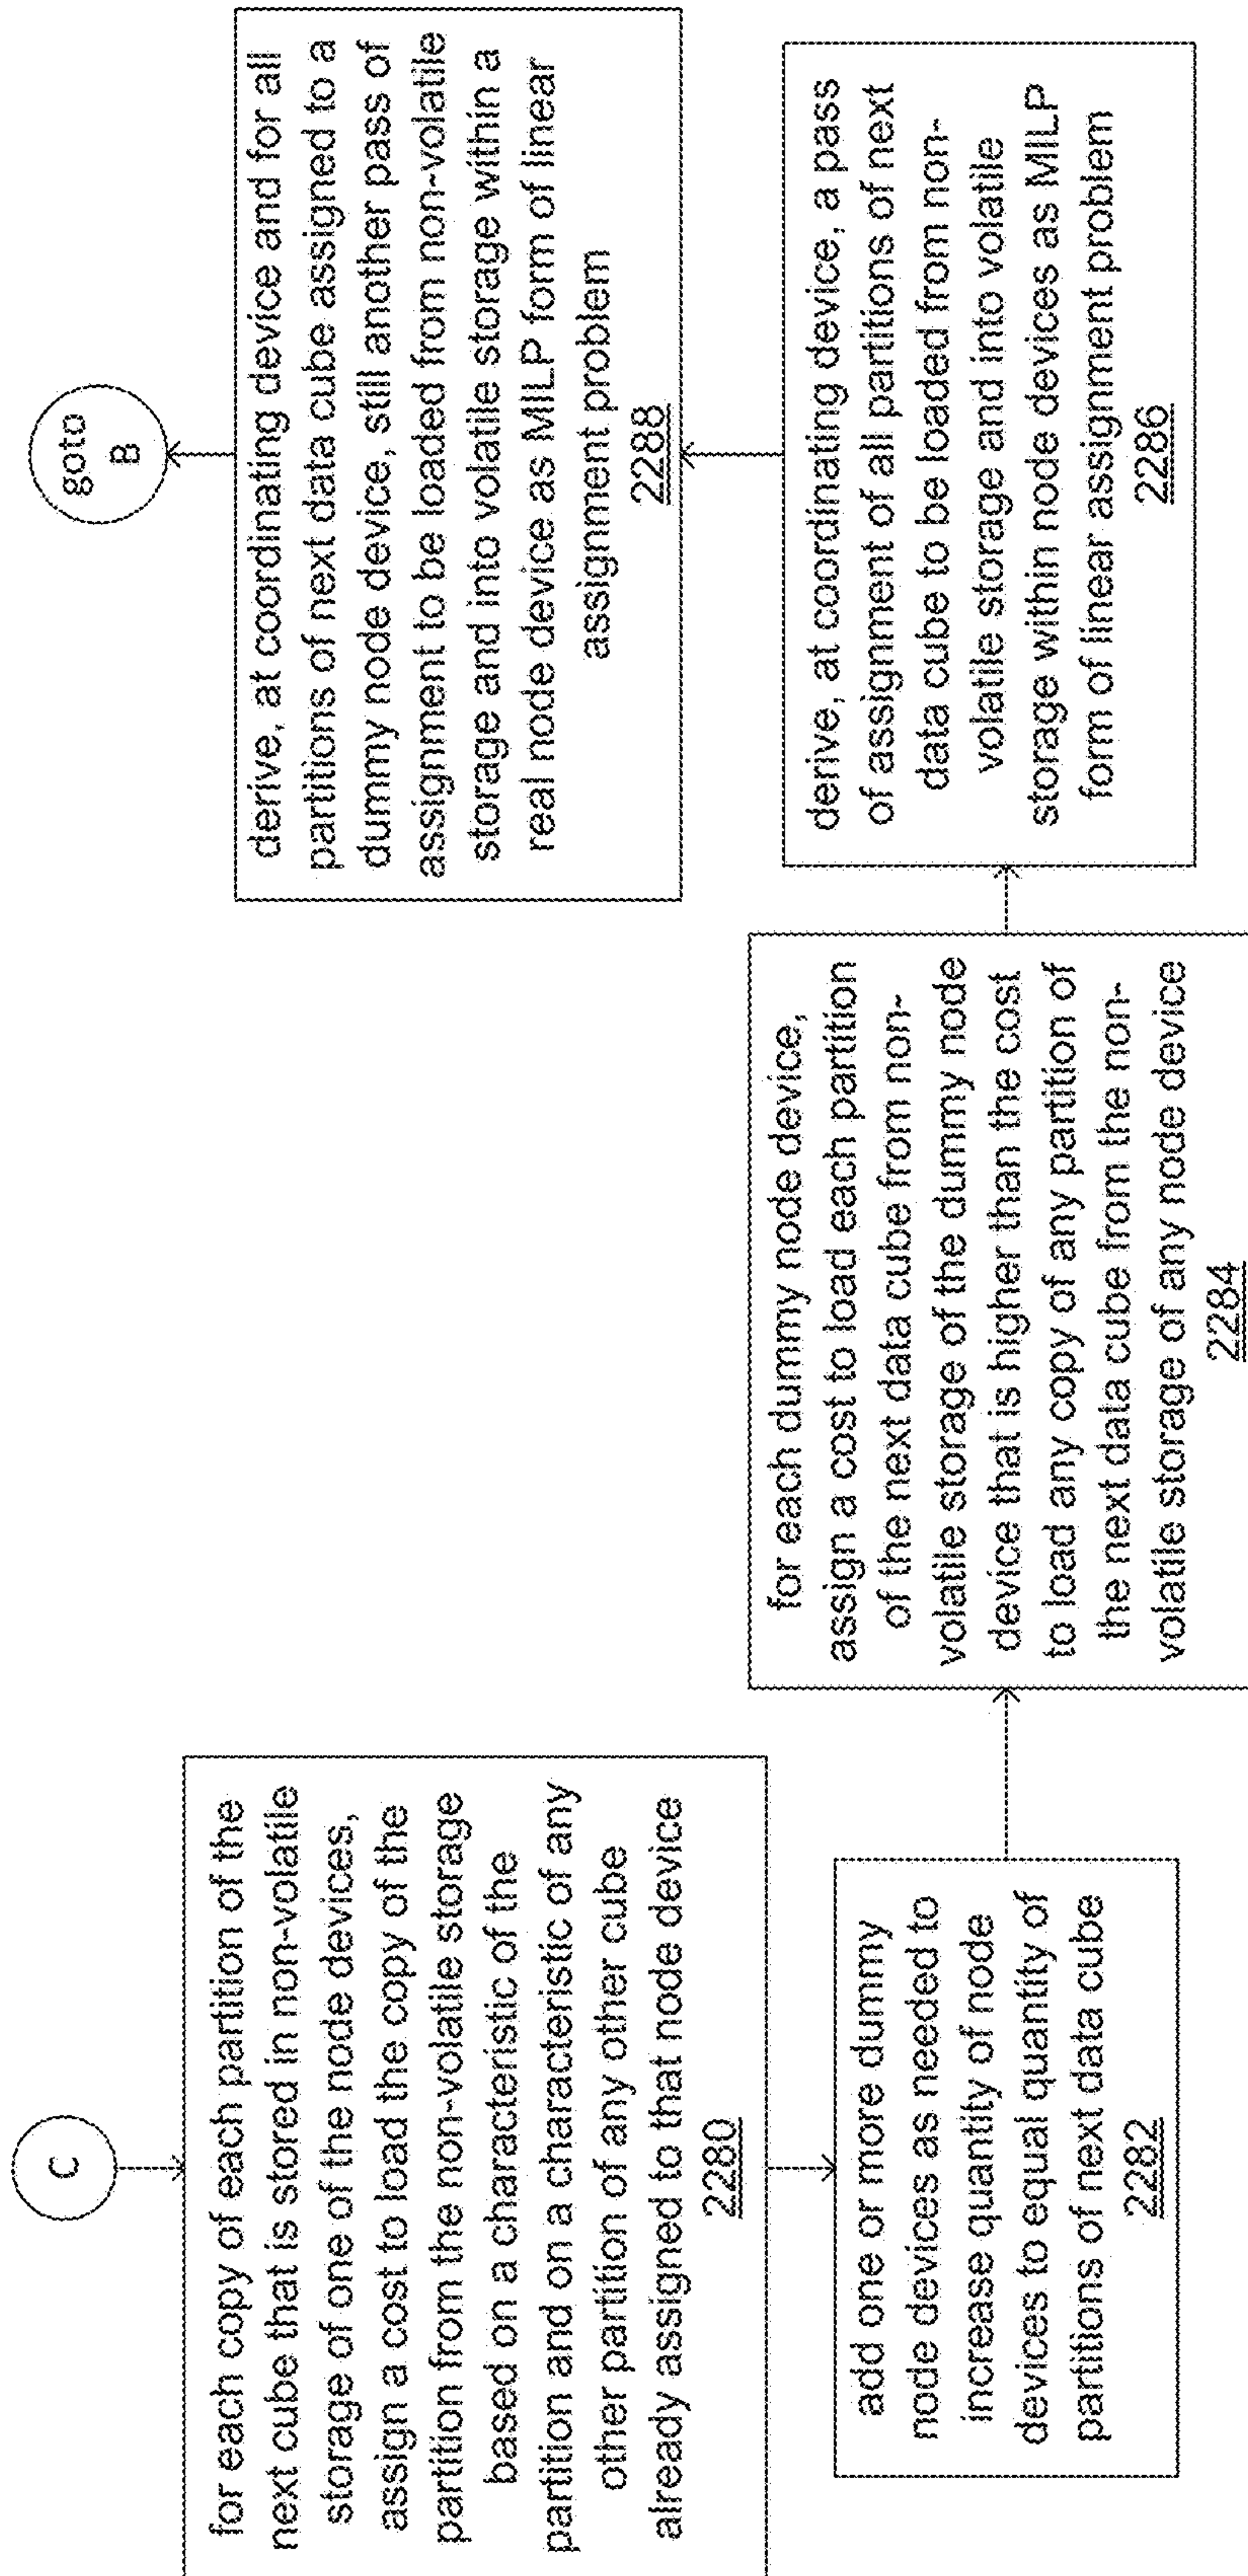 C
for each copy of each partition of the
next cube that is stored in non-volatile
storage of one of the node devices,
assign a cost to load the copy of the
partition from the non-volatile storage
based on a characteristic of the
partition and on a characteristic of any
other partition of any other cube
already assigned to that node device
2280
add one or more dummy
node devices as needed to
increase quantity of node
devices to equal quantity of
partitions of next data cube
2282
for each dummy node device,
assign a cost to load each partition
of the next data cube from non-
volatile storage of the dummy node
device that is higher than the cost
to load any copy of any partition of
the next data cube from the non-
volatile storage of any node device
2284
derive, at coordinating device, a pass
of assignment of all partitions of next
data cube to be loaded from non-
volatile storage and into volatile
storage within node devices as MILP
form of linear assignment problem
2286
derive, at coordinating device and for all
partitions of next data cube assigned to a
dummy node device, still another pass of
assignment to be loaded from non-volatile
storage and into volatile storage within a
real node device as MILP form of linear
assignment problem
2288
goto
B